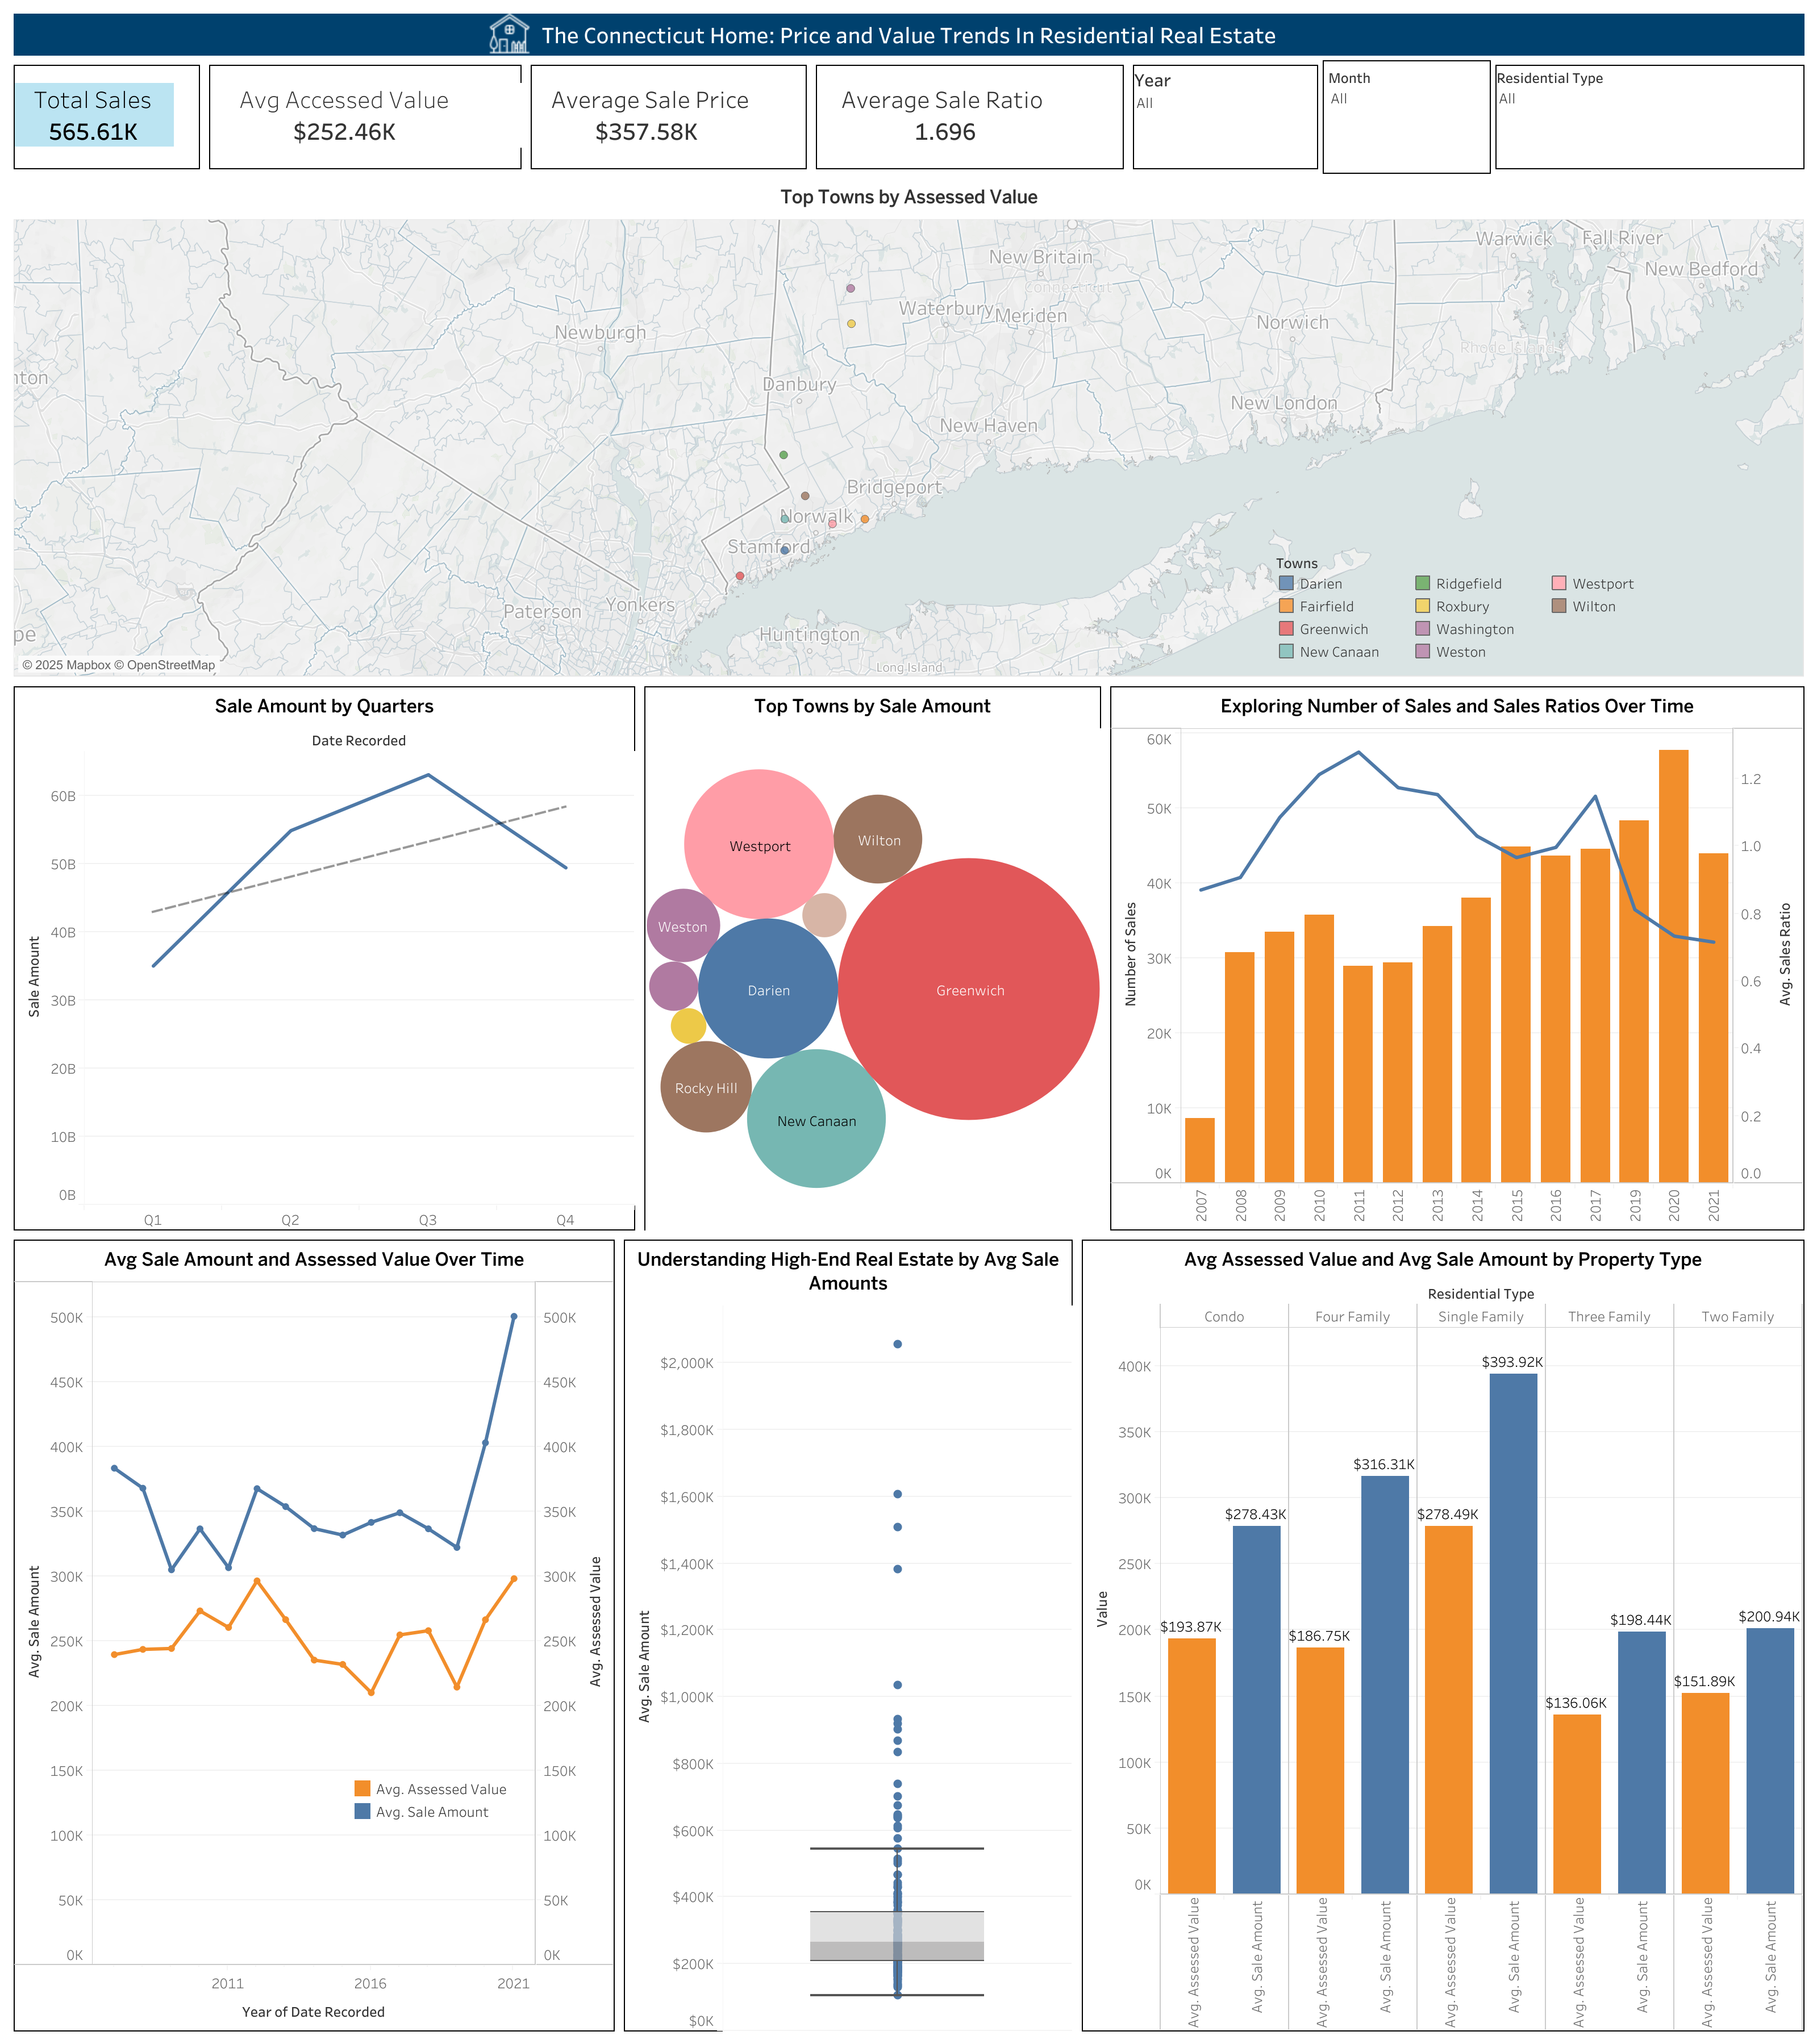 The Connecticut Home: Price and Value Trends In Residential Real Estate
Total Sales
565.61K
Avg Accessed Value
$252.46K
Average Sale Price
$357.58K
Average Sale Ratio
1.696
Year
All
Month
All
Residential Type
All
Top Towns by Assessed Value
Warwick
Fall River
New Britain
New Bedford
Connecticut
Waterbury
Meriden
Newburgh
Norwich
Rhode Island
nton
Danbury
New London
New Haven
Bridgeport
Norwalk
Stamford
Paterson
Yonkers
pe
Huntington
Long Island
Towns
Darien
Ridgefield
Westport
Fairfield
Roxbury
Wilton
Greenwich
Washington
New Canaan
Weston
© 2025 Mapbox © OpenStreetMap
Sale Amount by Quarters
Date Recorded
Sale Amount
60B
50B
40B
30B
20B
10B
0B
Q1
Q2
Q3
Q4
Top Towns by Sale Amount
Westport
Wilton
Weston
Darien
Greenwich
Rocky Hill
New Canaan
Exploring Number of Sales and Sales Ratios Over Time
Number of Sales
60K
50K
40K
30K
20K
10K
0K
1.2
1.0
0.8
0.6
0.4
0.2
0.0
Avg. Sales Ratio
2007
2008
2009
2010
2011
2012
2013
2014
2015
2016
2017
2019
2020
2021
Avg Sale Amount and Assessed Value Over Time
Avg. Sale Amount
500K
450K
400K
350K
300K
250K
200K
150K
100K
50K
0K
500K
450K
400K
350K
300K
250K
200K
150K
100K
50K
0K
Avg. Assessed Value
Avg. Assessed Value
Avg. Sale Amount
2011
2016
2021
Year of Date Recorded
Understanding High-End Real Estate by Avg Sale
Amounts
Avg. Sale Amount
$2,000K
$1,800K
$1,600K
$1,400K
$1,200K
$1,000K
$800K
$600K
$400K
$200K
$0K
Avg Assessed Value and Avg Sale Amount by Property Type
Residential Type
Condo
Four Family
Single Family
Three Family
Two Family
Value
400K
350K
300K
250K
200K
150K
100K
50K
0K
$193.87K
$278.43K
$186.75K
$316.31K
$278.49K
$393.92K
$136.06K
$198.44K
$151.89K
$200.94K
Avg. Assessed Value
Avg. Sale Amount
Avg. Assessed Value
Avg. Sale Amount
Avg. Assessed Value
Avg. Sale Amount
Avg. Assessed Value
Avg. Sale Amount
Avg. Assessed Value
Avg. Sale Amount